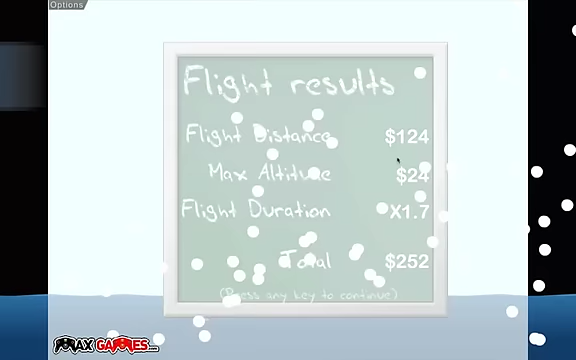 Options
Flight results
Flight Distance $124
Max Altitude $24
Flight Duration X1.7
Total $252
(Press any key to continue)
MAX GAMES